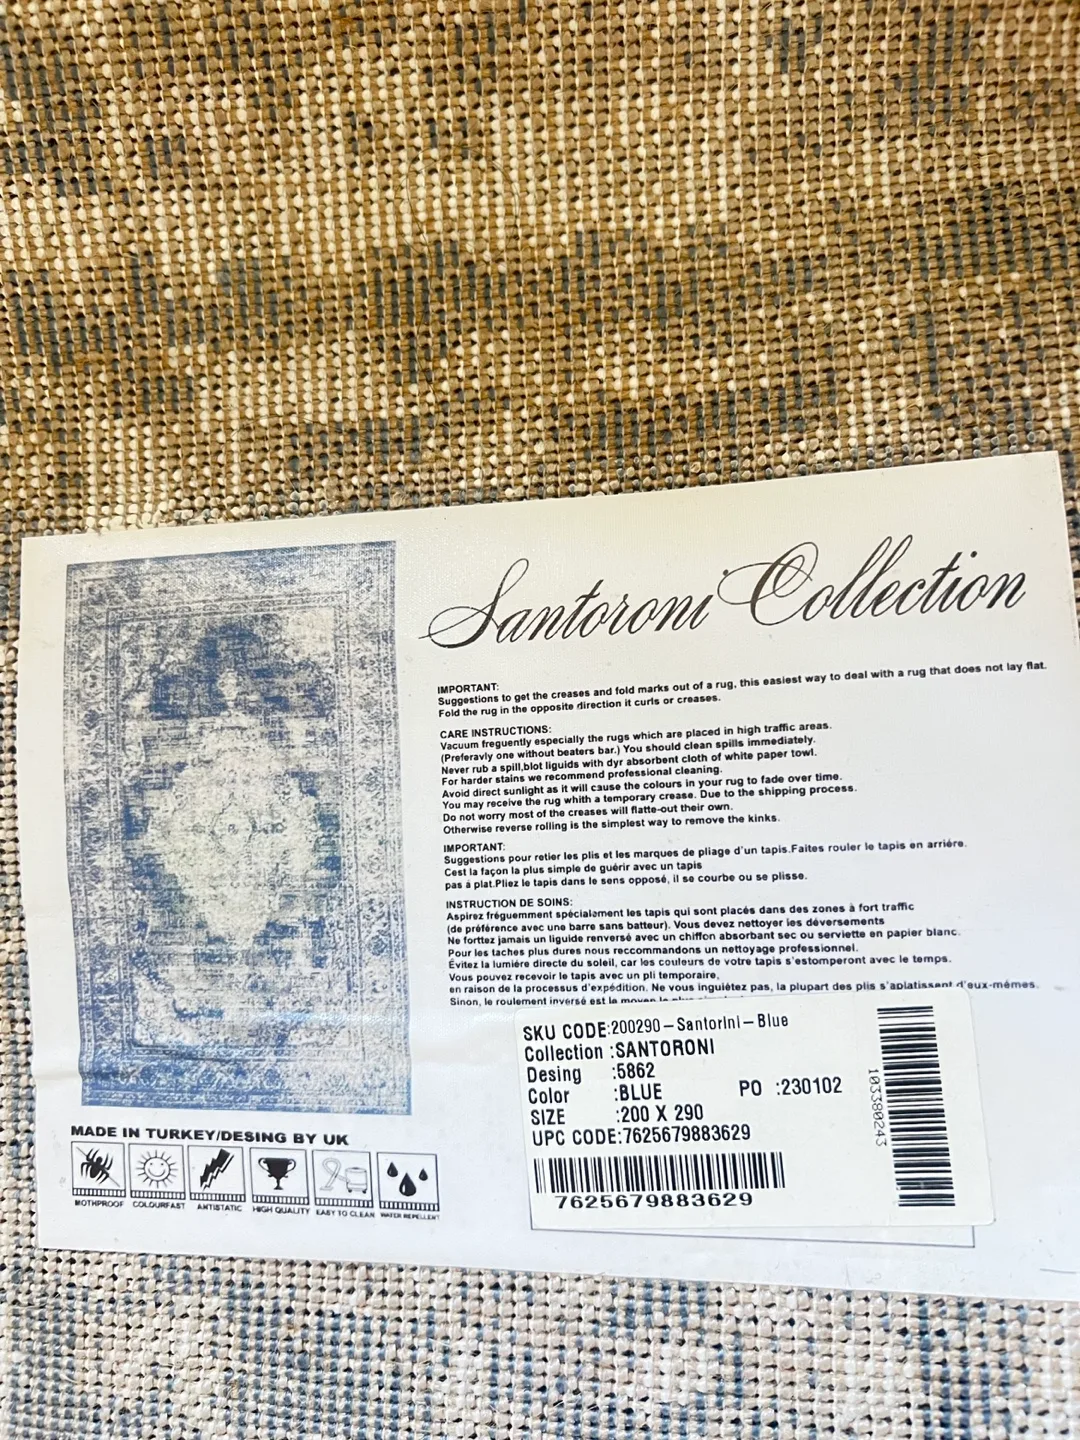 Santoroni Collection
IMPORTANT:
Suggestions to get the creases and fold marks out of a rug, this easiest way to deal with a rug that does not lay flat.
Fold the rug in the opposite direction it curls or creases.
CARE INSTRUCTIONS:
Vacuum freguently especially the rugs which are placed in high traffic areas.
(Preferavly one without beaters bar.) You should clean spills immediately.
Never rub a spill,blot liguids with dyr absorbent cloth of white paper towl.
For harder stains we recommend professional cleaning.
Avoid direct sunlight as it will cause the colours in your rug to fade over time.
You may receive the rug whith a temporary crease. Due to the shipping process.
Do not worry most of the creases will flatte-out their own.
Otherwise reverse rolling is the simplest way to remove the kinks.
IMPORTANT:
Suggestions pour retier les plis et les marques de pliage d'un tapis.Faites rouler le tapis en arriére.
Cest la façon la plus simple de guérir avec un tapis
pas à plat.Pliez le tapis dans le sens opposé, il se courbe ou se plisse.
INSTRUCTION DE SOINS:
Aspirez fréguemment spécialement les tapis qui sont placés dans des zones à fort traffic
(de préférence avec une barre sans batteur). Vous devez nettoyer les déversements
Ne forttez jamais un liguide renversé avec un chiffon absorbant sec ou serviette en papier blanc.
Pour les taches plus dures nous reccommandons un nettoyage professionnel.
Évitez la lumiére directe du soleil, car les couleurs de votre tapis s'estomperont avec le temps.
Vous pouvez recevoir le tapis avec un pli temporaire,
en raison de la processus d'expédition. Ne vous inguiétez pas, la plupart des plis s'aplatissent d'eux-mémes.
Sinon, le roulement inversé est le moyen le plus
SKU CODE:200290-Santorini-Blue
Collection :SANTORONI
Desing :5862
Color :BLUE PO :230102
SIZE :200 X 290
UPC CODE:7625679883629
7625679883629
103380243
MADE IN TURKEY/DESING BY UK
MOTHPROOF COLOURFAST ANTISTATIC HIGH QUALITY EASY TO CLEAN WATER REPELLENT